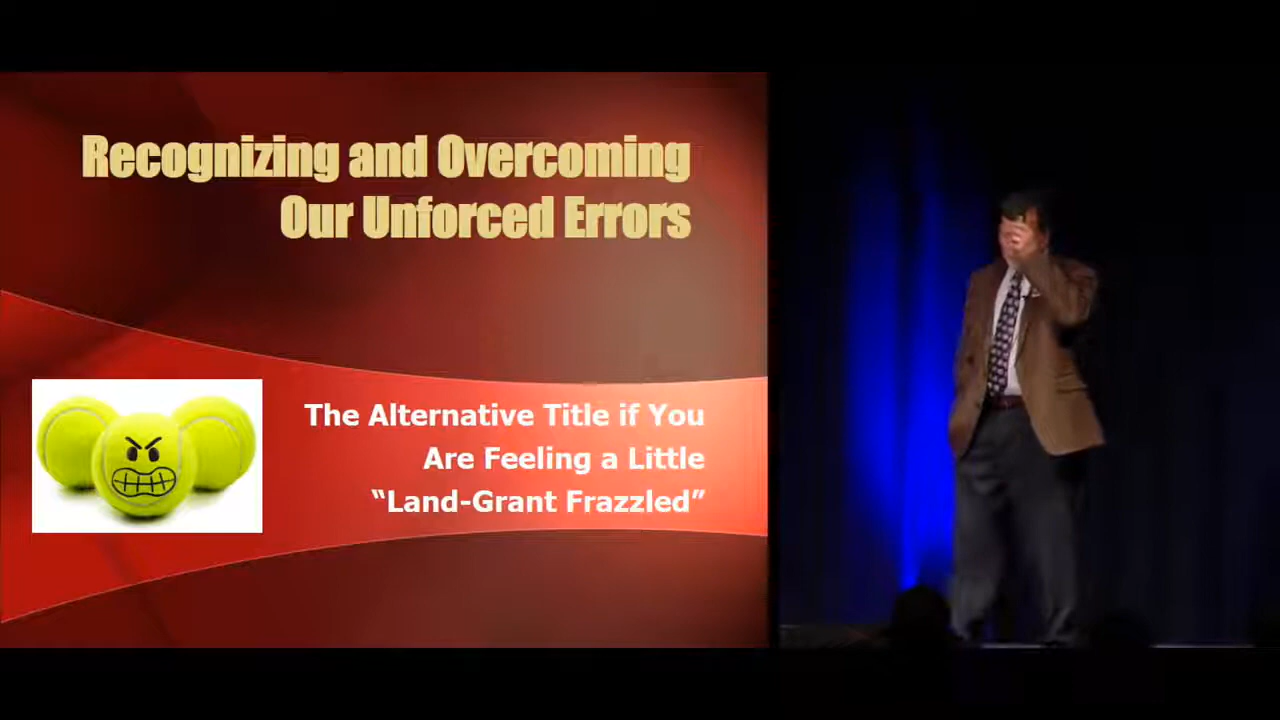 Recognizing and Overcoming
Our Unforced Errors
The Alternative Title if You
Are Feeling a Little
“Land-Grant Frazzled”